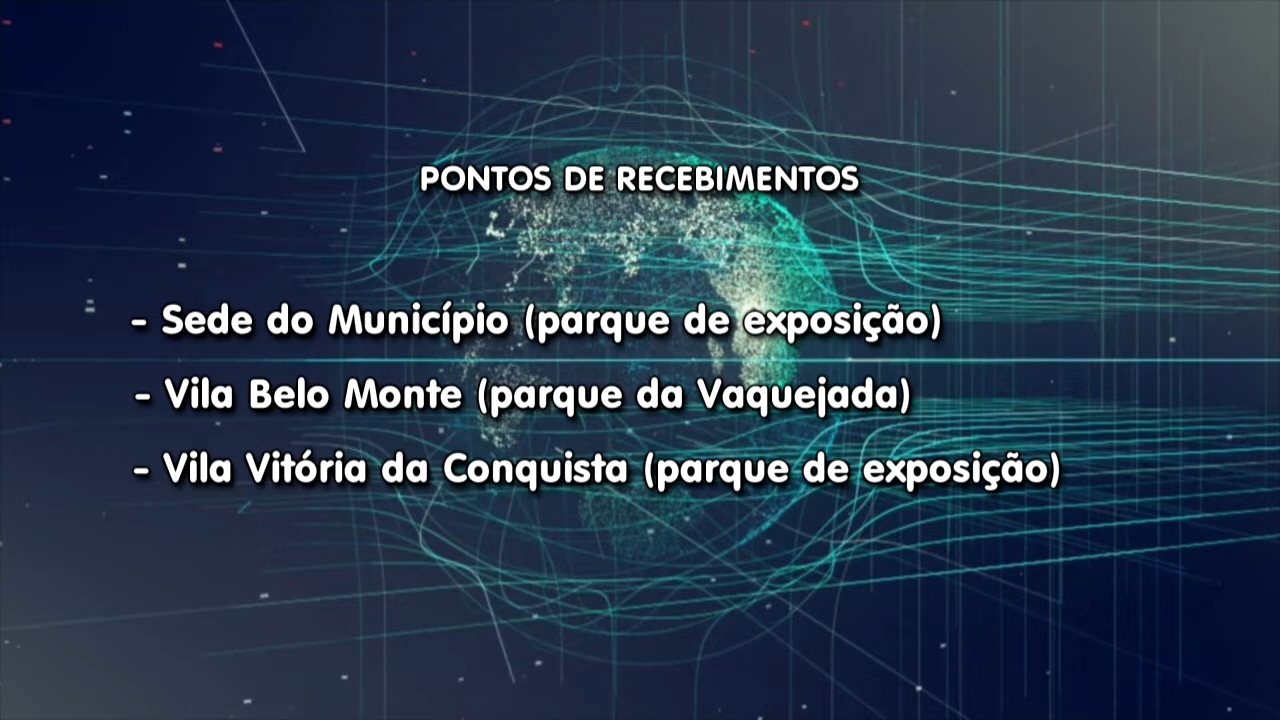 PONTOS DE RECEBIMENTOS
- Sede do Município (parque de exposição)
- Vila Belo Monte (parque da Vaquejada)
- Vila Vitória da Conquista (parque de exposição)